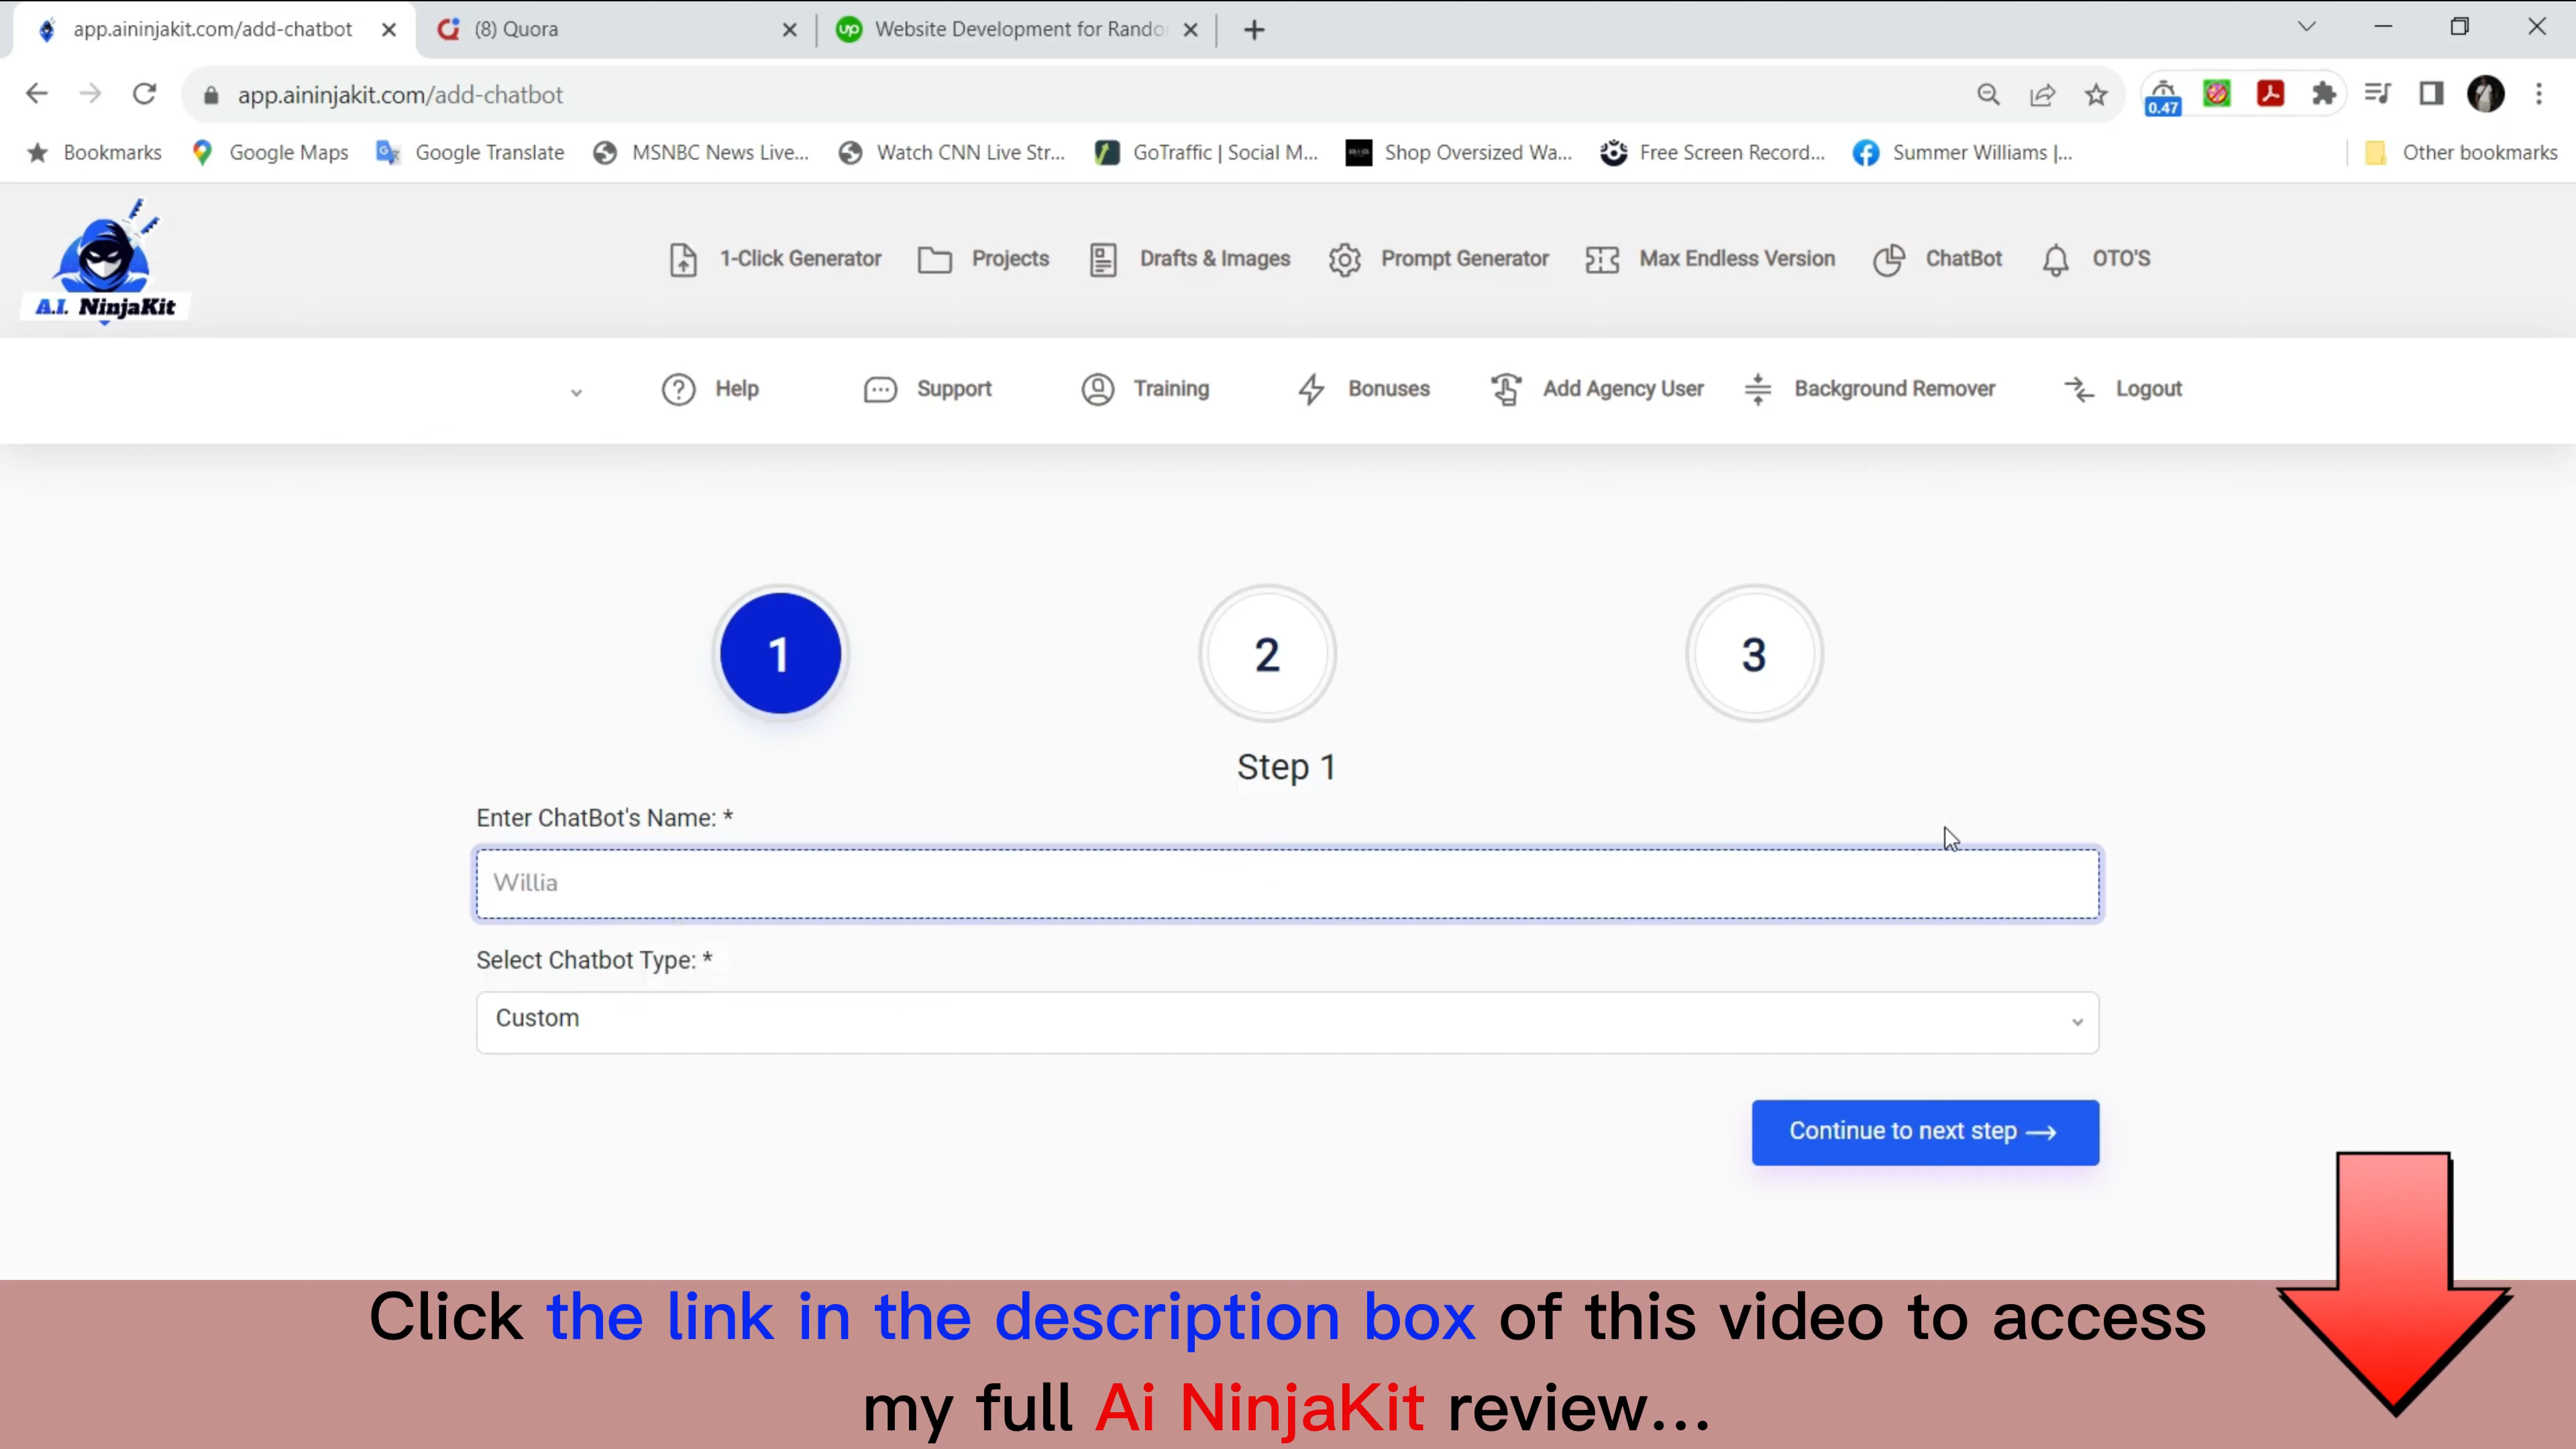 app.aininjakit.com/add-chatbot
(8) Quora
Website Development for Rando
app.aininjakit.com/add-chatbot
0.47
Bookmarks
Google Maps
Google Translate
MSNBC News Live...
Watch CNN Live Str...
GoTraffic | Social M...
Shop Oversized Wa...
Free Screen Record...
Summer Williams |...
Other bookmarks
A.I. NinjaKit
1-Click Generator
Projects
Drafts & Images
Prompt Generator
Max Endless Version
ChatBot
OTO'S
Help
Support
Training
Bonuses
Add Agency User
Background Remover
Logout
1
2
3
Step 1
Enter ChatBot's Name: *
Willia
Select Chatbot Type: *
Custom
Continue to next step
Click the link in the description box of this video to access
my full Ai NinjaKit review...